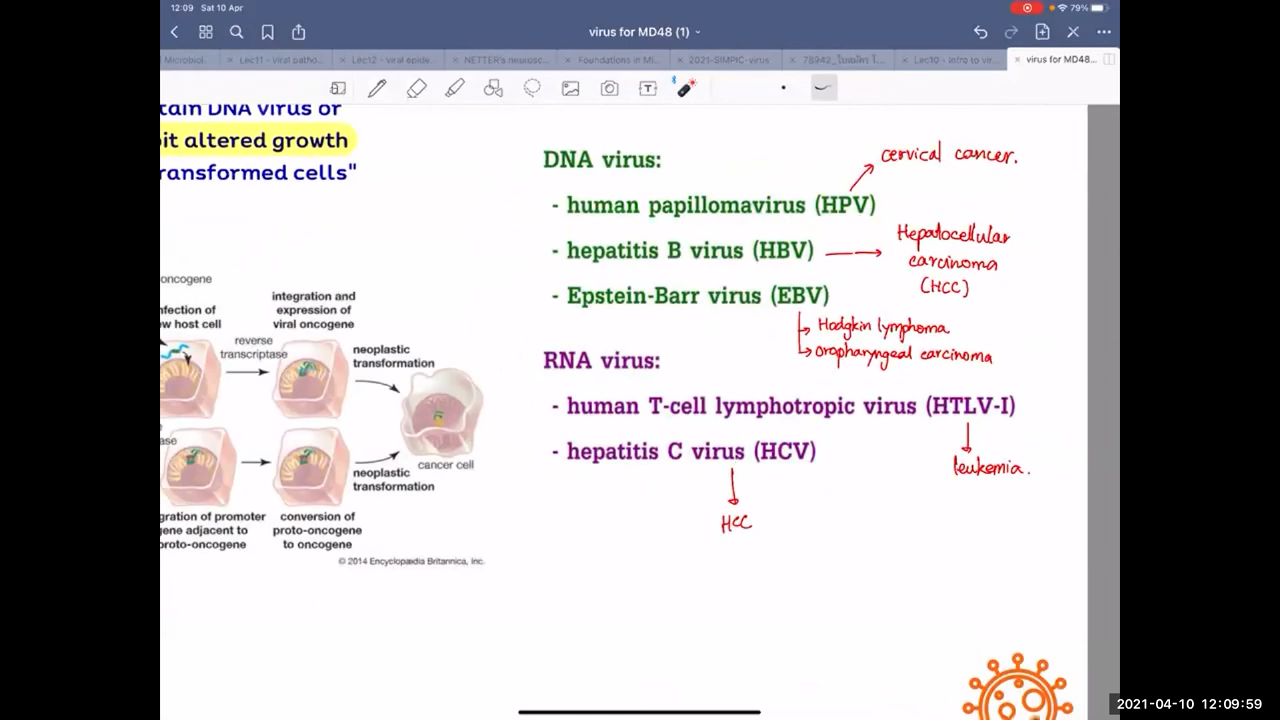 12:09 Sat 10 Apr
79%
virus for MD48 (1)
Microbiol.
Lec11 - viral patho...
Lec12 - viral epide...
NETTER's neurosc...
Foundations in Mi...
2021-SIMPIC-virus
Lec10 - Intro to vir...
virus for MD48...
tain DNA virus or
it altered growth
ransformed cells"
oncogene
nfection of
w host cell
reverse
transcriptase
integration and
expression of
viral oncogene
neoplastic
transformation
ase
cancer cell
neoplastic
transformation
gration of promoter
gene adjacent to
proto-oncogene
conversion of
proto-oncogene
to oncogene
© 2014 Encyclopædia Britannica, Inc.
DNA virus:
cervical cancer.
- human papillomavirus (HPV)
- hepatitis B virus (HBV)
Hepatocellular
carcinoma
(HCC)
- Epstein-Barr virus (EBV)
Hodgkin lymphoma
oropharyngeal carcinoma
RNA virus:
- human T-cell lymphotropic virus (HTLV-I)
leukemia.
- hepatitis C virus (HCV)
HCC
2021-04-10 12:09:59